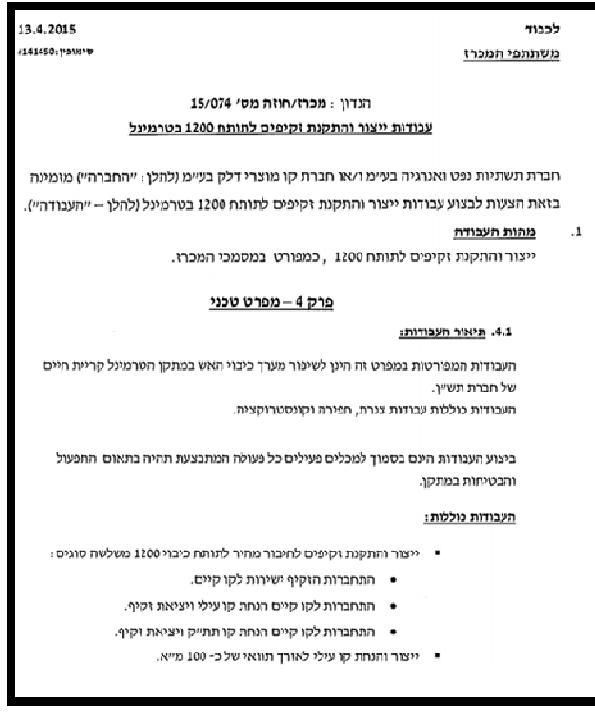 13.4.2015
לכבוד
משתתפי המכרז
הנדון : מכרז/חוזה מס' 15/074
עבודות ייצור והתקנת זקיפים לתותח 1200 בטרמינל
חברת תשתיות נפט ואנרגיה בע"מ ו/או חברת קו מוצרי דלק בע"מ (להלן : "החברה") מזמינה
בזאת הצעות לבצוע עבודות ייצור והתקנת זקיפים לתותח 1200 בטרמינל (להלן – "העבודה").
1. מהות העבודה
ייצור והתקנת זקיפים לתותח 1200 , כמפורט במסמכי המכרז.
פרק 4 – מפרט טכני
4.1. תיאור העבודות:
העבודות המפורטות במפרט זה הינן לשיפור מערך כיבוי האש במתקן הטרמינל קריית חיים
של חברת תש"ן.
העבודות כוללות עבודות צנרת, חפירה וקונסטרוקציה.
ביצוע העבודות הינם בסמוך למכלים פעילים כל פעולה המתבצעת תהיה בתאום התפעול
והבטיחות במתקן.
העבודות כוללות:
▪ ייצור והתקנת זקיפים לחיבור מהיר לתותח כיבוי 1200 משלשה סוגים :
• התחברות הזקיף ישירות לקו קיים.
• התחברות לקו קיים הנחת קו עילי ויציאת זקיף.
• התחברות לקו קיים הנחת קו תת"ק ויציאת זקיף.
▪ ייצור והנחת קו עילי לאורך תוואי של כ- 100 מ"א.